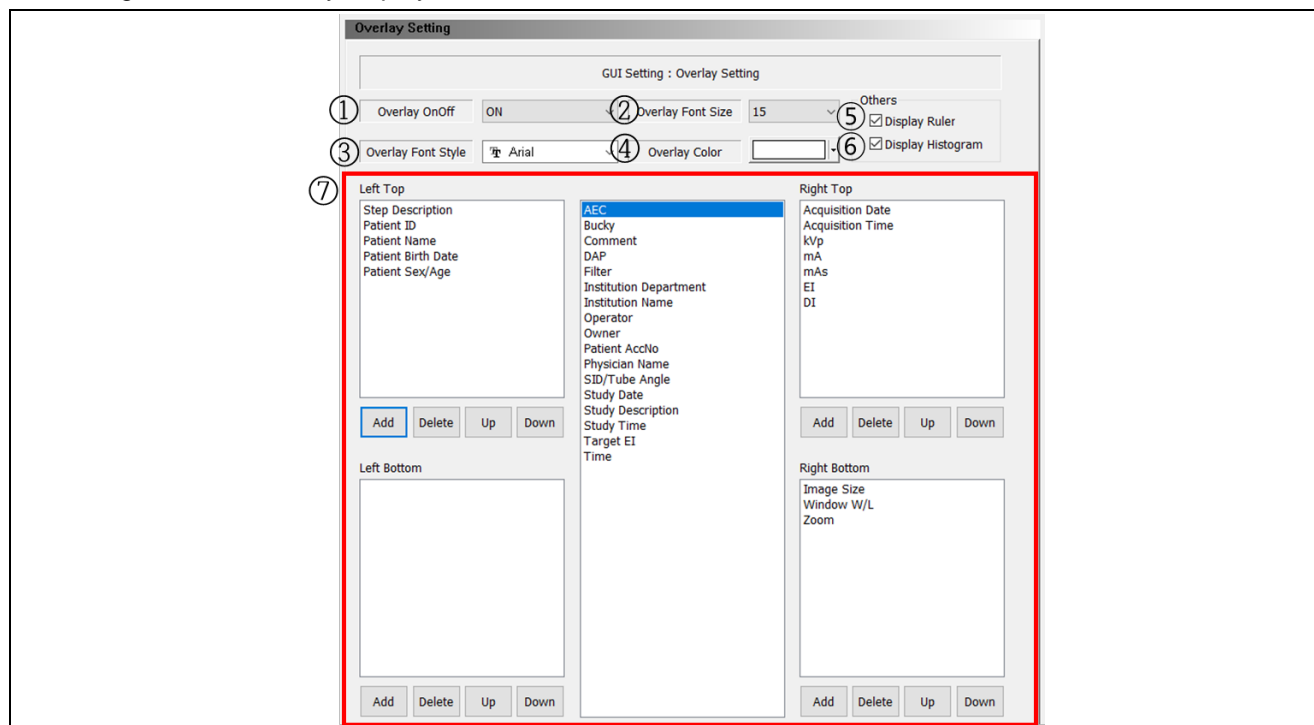 Overlay Setting
GUI Setting : Overlay Setting
① Overlay OnOff ON ② Overlay Font Size 15 ⑤ Others
Display Ruler
③ Overlay Font Style Arial ④ Overlay Color ⑥ Display Histogram
⑦ Left Top
Step Description
Patient ID
Patient Name
Patient Birth Date
Patient Sex/Age
Add Delete Up Down
Left Bottom
Add Delete Up Down
AEC
Bucky
Comment
DAP
Filter
Institution Department
Institution Name
Operator
Owner
Patient AccNo
Physician Name
SID/Tube Angle
Study Date
Study Description
Study Time
Target EI
Time
Right Top
Acquisition Date
Acquisition Time
kVp
mA
mAs
EI
DI
Add Delete Up Down
Right Bottom
Image Size
Window W/L
Zoom
Add Delete Up Down